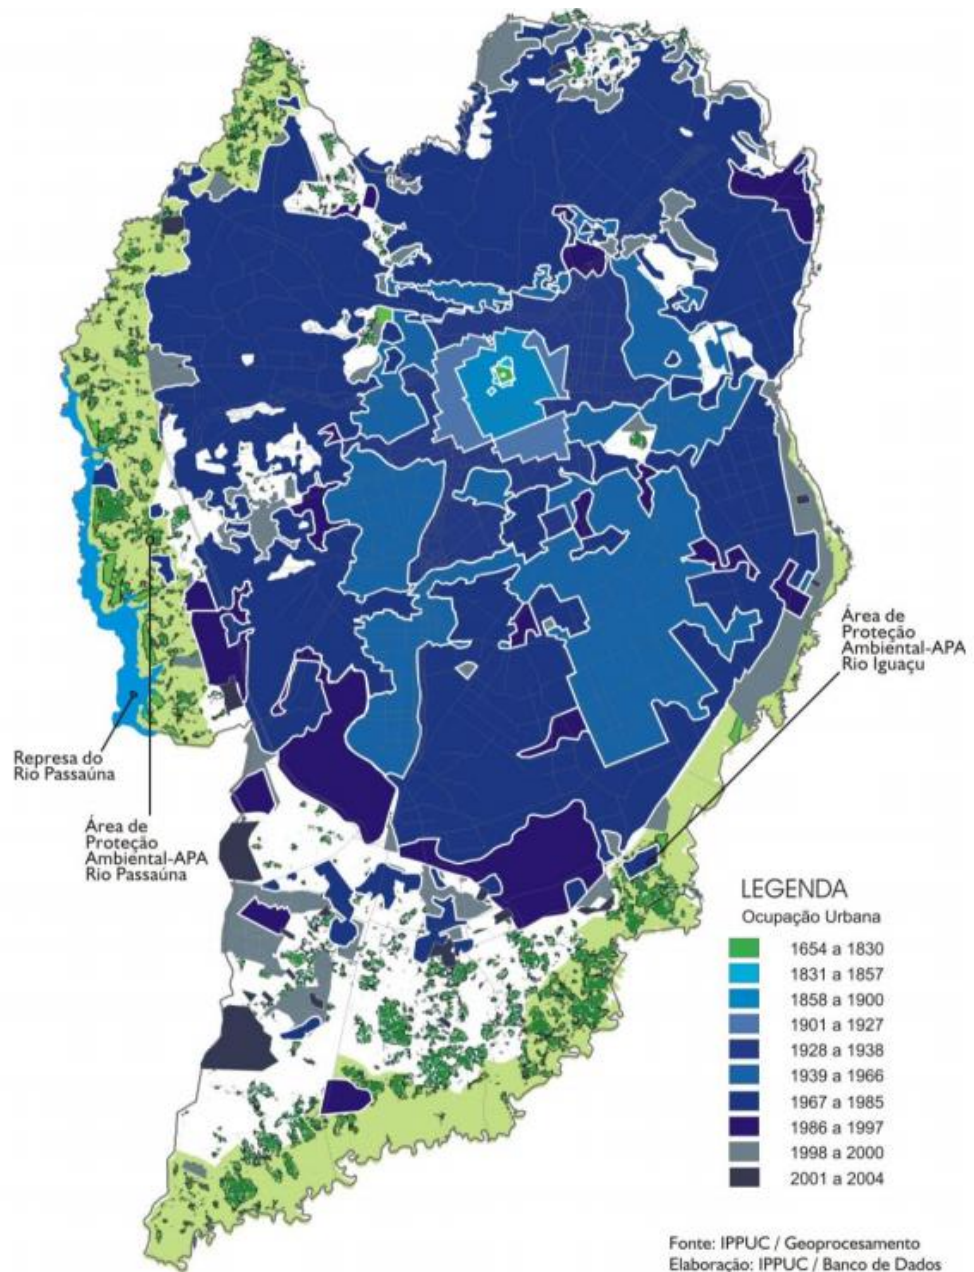 Área de
Proteção
Ambiental-APA
Rio Iguaçu
Represa do
Rio Passaúna
Área de
Proteção
Ambiental-APA
Rio Passaúna
LEGENDA
Ocupação Urbana
1654 a 1830
1831 a 1857
1858 a 1900
1901 a 1927
1928 a 1938
1939 a 1966
1967 a 1985
1986 a 1997
1998 a 2000
2001 a 2004
Fonte: IPPUC / Geoprocesamento
Elaboração: IPPUC / Banco de Dados